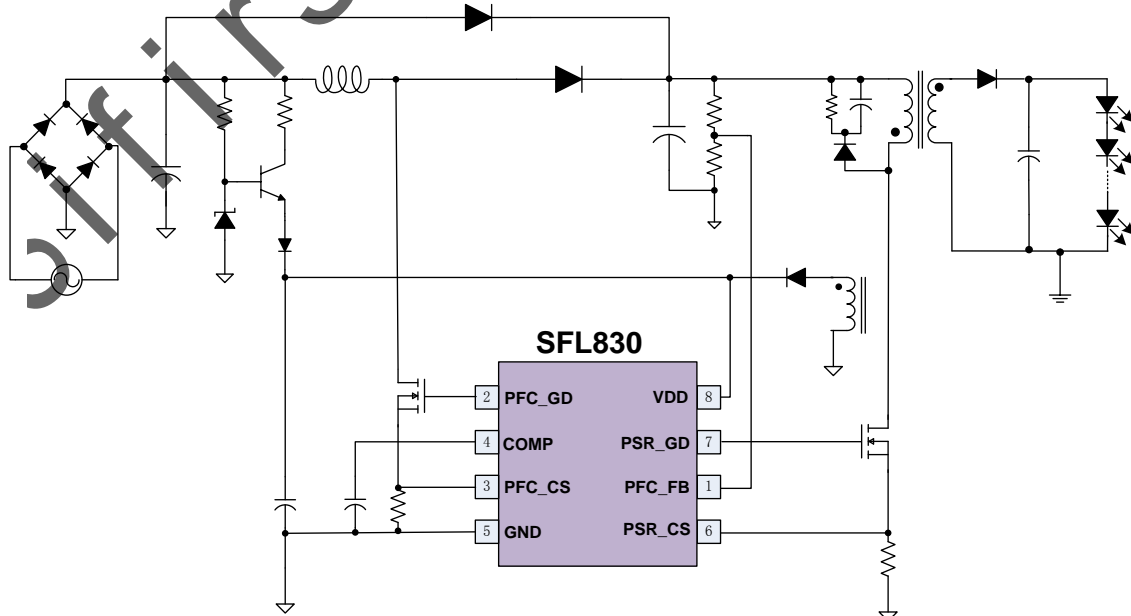 SFL830
2 PFC_GD VDD 8
4 COMP PSR_GD 7
3 PFC_CS PFC_FB 1
5 GND PSR_CS 6